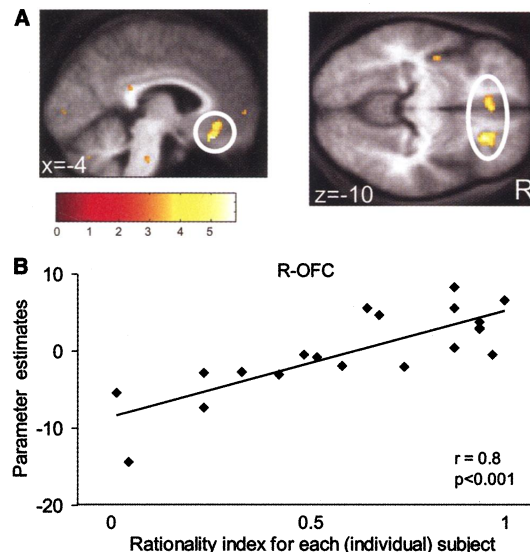 A
x=-4
z=-10
R
0 1 2 3 4 5
B
R-OFC
10
0
-10
-20
Parameter estimates
r = 0.8
p<0.001
0 0.5 1
Rationality index for each (individual) subject